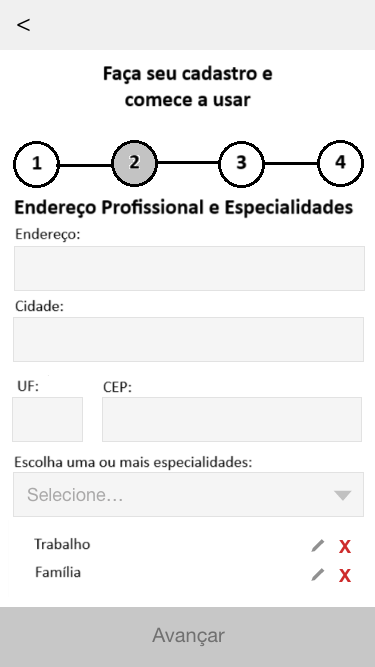 <
Faça seu cadastro e
comece a usar
1 2 3 4
Endereço Profissional e Especialidades
Endereço:
Cidade:
UF: CEP:
Escolha uma ou mais especialidades:
Selecione...
Trabalho X
Família X
Avançar